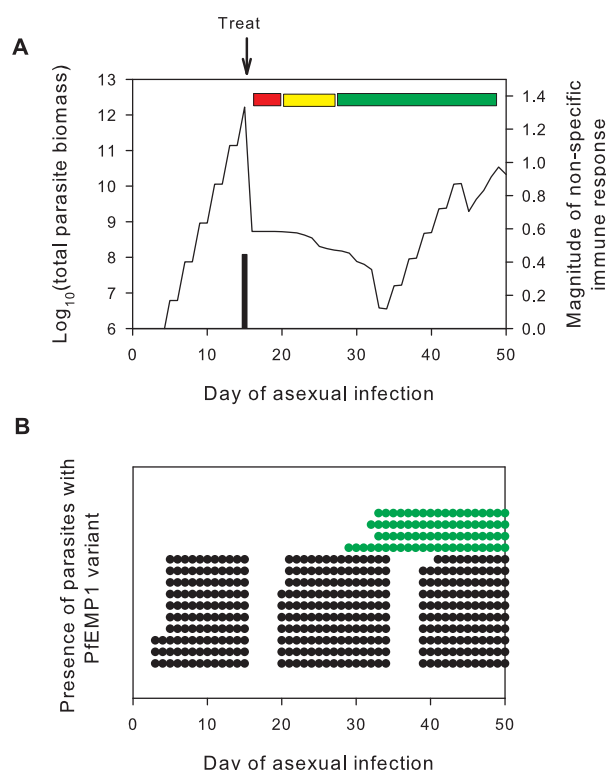 Treat
A
13
12
11
10
9
8
7
6
Log10(total parasite biomass)
1.4
1.2
1.0
0.8
0.6
0.4
0.2
0.0
Magnitude of non-specific
immune response
0 10 20 30 40 50
Day of asexual infection
B
Presence of parasites with
PfEMP1 variant
0 10 20 30 40 50
Day of asexual infection